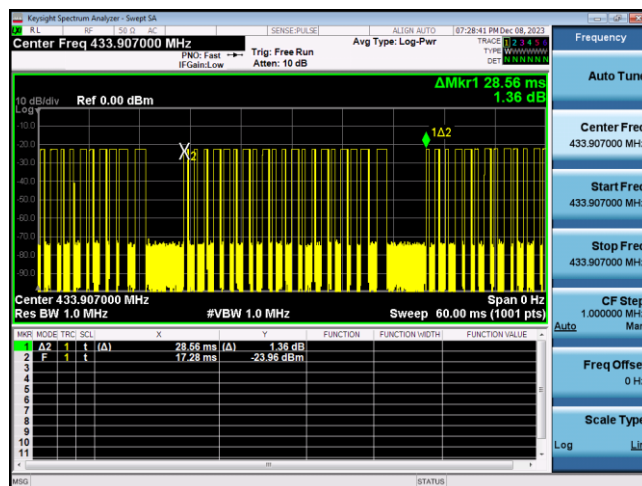 Keysight Spectrum Analyzer - Swept SA
RL RF 50 Ω AC SENSE:PULSE ALIGN AUTO 07:28:41 PM Dec 08, 2023
Center Freq 433.907000 MHz
PNO: Fast
IFGain:Low
Trig: Free Run
Atten: 10 dB
Avg Type: Log-Pwr
TRACE 1 2 3 4 5 6
TYPE WWWWWW
DET N N N N N N
ΔMkr1 28.56 ms
1.36 dB
10 dB/div Ref 0.00 dBm
Log
-10.0
-20.0
-30.0
-40.0
-50.0
-60.0
-70.0
-80.0
-90.0
1Δ2
2
Center 433.907000 MHz Span 0 Hz
Res BW 1.0 MHz #VBW 1.0 MHz Sweep 60.00 ms (1001 pts)
MKR MODE TRC SCL X Y FUNCTION FUNCTION WIDTH FUNCTION VALUE
1 Δ2 1 t (Δ) 28.56 ms (Δ) 1.36 dB
2 F 1 t 17.28 ms -23.96 dBm
3
4
5
6
7
8
9
10
11
MSG STATUS
Frequency
Auto Tune
Center Freq
433.907000 MHz
Start Freq
433.907000 MHz
Stop Freq
433.907000 MHz
CF Step
1.000000 MHz
Auto Man
Freq Offset
0 Hz
Scale Type
Log Lin